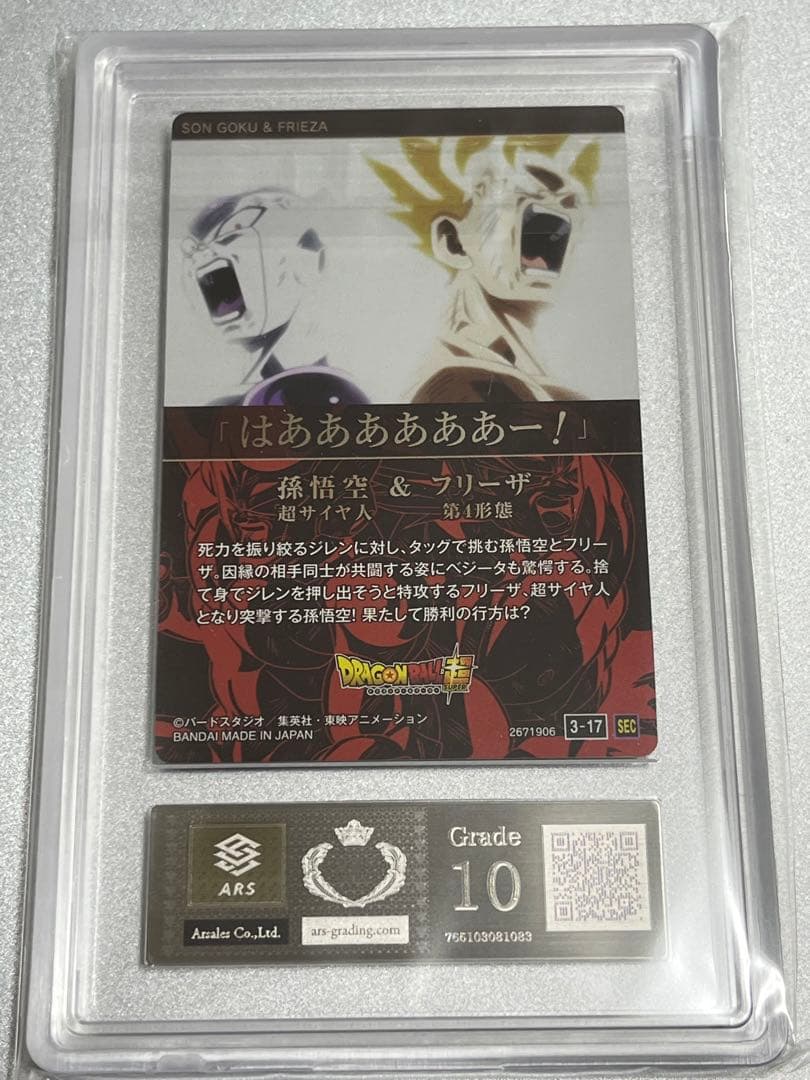 SON GOKU & FRIEZA
「はああああああー！」
孫悟空 & フリーザ
超サイヤ人 第4形態
死力を振り絞るジレンに対し、タッグで挑む孫悟空とフリー
ザ。因縁の相手同士が共闘する姿にベジータも驚愕する。捨
て身でジレンを押し出そうと特攻するフリーザ、超サイヤ人
となり突撃する孫悟空！果たして勝利の行方は？
DRAGON BALL超
SUPER
©バードスタジオ 集英社・東映アニメーション
BANDAI MADE IN JAPAN
2671906 3-17 SEC
ARS
Arsales Co.,Ltd.
ars-grading.com
Grade
10
766103081083